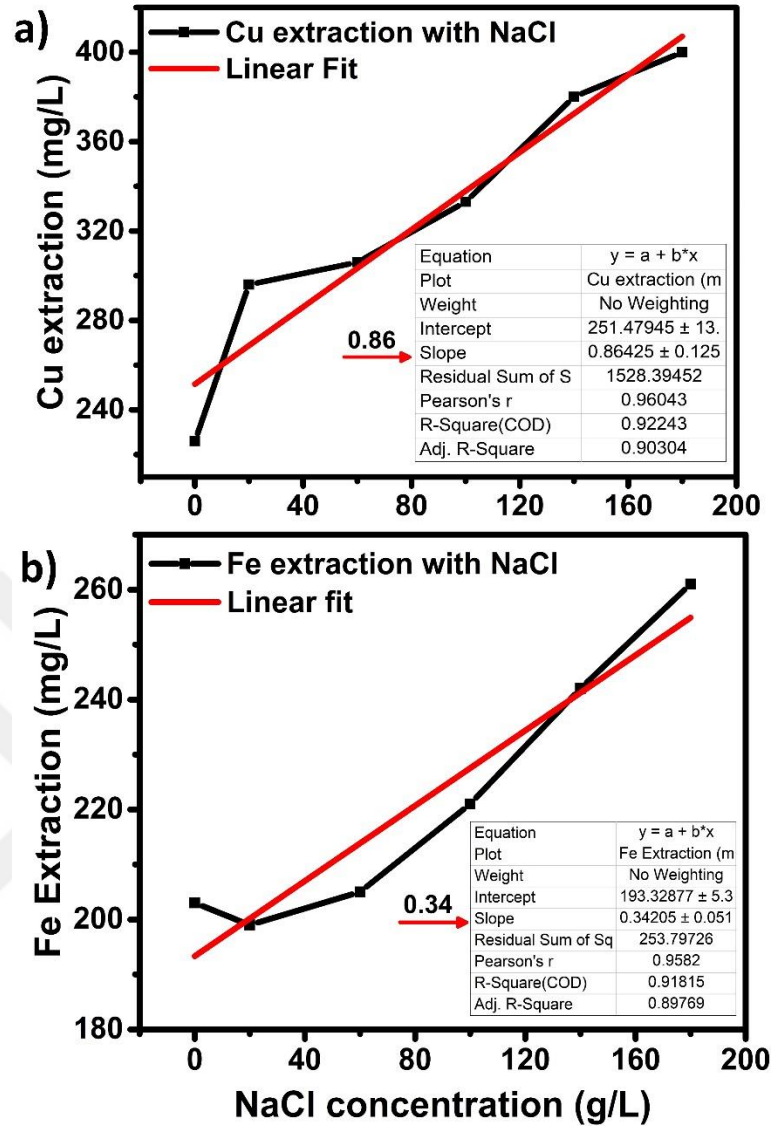 a)
Cu extraction with NaCl
Linear Fit
Cu extraction (mg/L)
400
360
320
280
240
0.86
Equation y = a + b*x
Plot Cu extraction (m
Weight No Weighting
Intercept 251.47945 ± 13.
Slope 0.86425 ± 0.125
Residual Sum of S 1528.39452
Pearson's r 0.96043
R-Square(COD) 0.92243
Adj. R-Square 0.90304
0 40 80 120 160 200
b)
Fe extraction with NaCl
Linear fit
Fe Extraction (mg/L)
260
240
220
200
180
0.34
Equation y = a + b*x
Plot Fe Extraction (m
Weight No Weighting
Intercept 193.32877 ± 5.3
Slope 0.34205 ± 0.051
Residual Sum of Sq 253.79726
Pearson's r 0.9582
R-Square(COD) 0.91815
Adj. R-Square 0.89769
0 40 80 120 160 200
NaCl concentration (g/L)